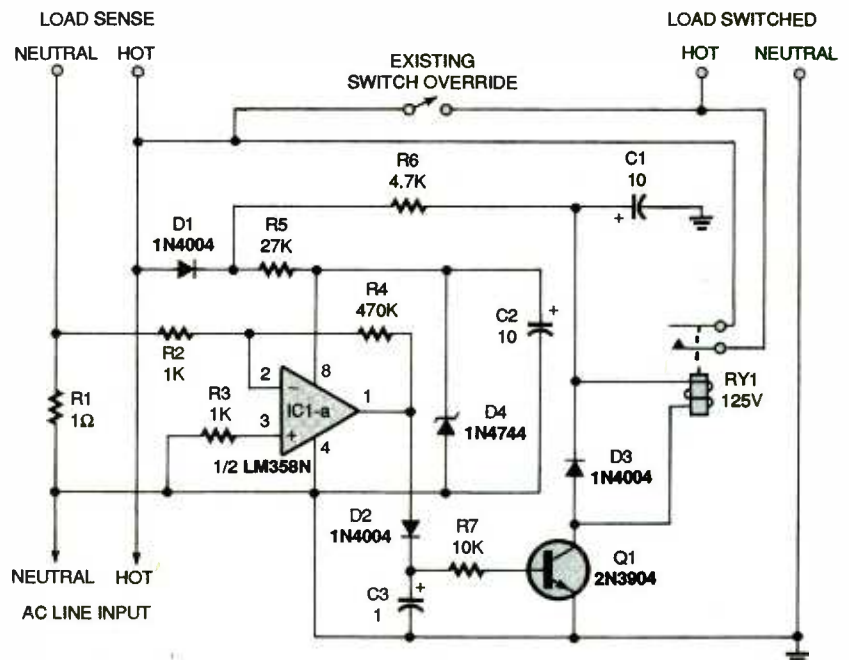 LOAD SENSE
NEUTRAL HOT
LOAD SWITCHED
HOT NEUTRAL
EXISTING
SWITCH OVERRIDE
R6
4.7K
C1
10
+
D1
1N4004
R5
27K
R4
470K
C2
10
+
R2
1K
R1
1Ω
R3
1K
2
8
−
IC1-a
1
3
+
4
1/2 LM358N
D4
1N4744
RY1
125V
D3
1N4004
D2
1N4004
R7
10K
Q1
2N3904
C3
1
+
NEUTRAL HOT
AC LINE INPUT